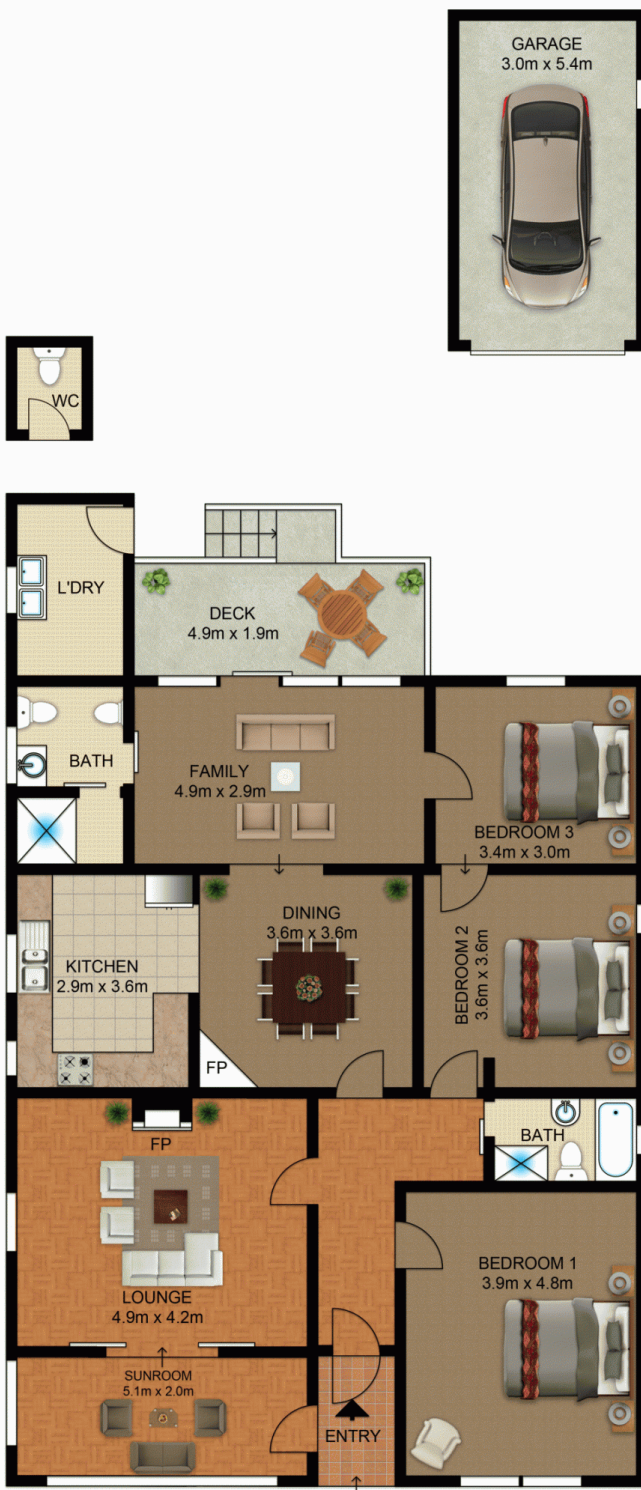 GARAGE
3.0m x 5.4m
WC
L'DRY
DECK
4.9m x 1.9m
BATH
FAMILY
4.9m x 2.9m
BEDROOM 3
3.4m x 3.0m
DINING
3.6m x 3.6m
KITCHEN
2.9m x 3.6m
BEDROOM 2
3.6m x 3.6m
FP
FP
BATH
LOUNGE
4.9m x 4.2m
BEDROOM 1
3.9m x 4.8m
SUNROOM
5.1m x 2.0m
ENTRY